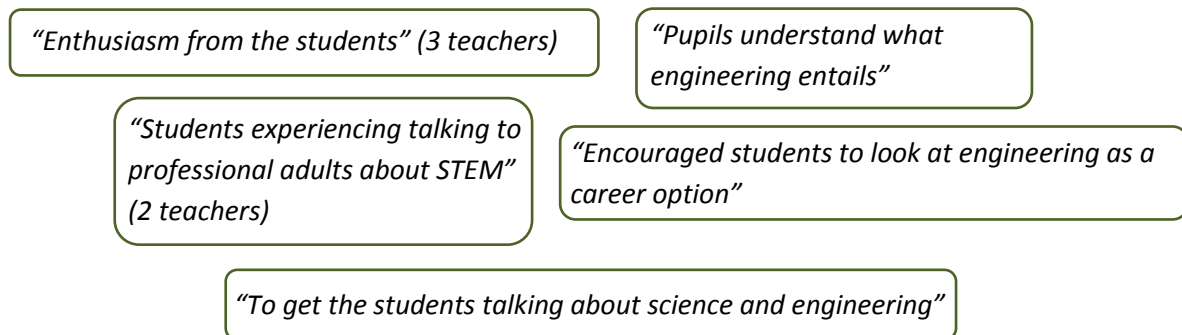 “Enthusiasm from the students” (3 teachers)
“Pupils understand what
engineering entails”
“Students experiencing talking to
professional adults about STEM”
(2 teachers)
“Encouraged students to look at engineering as a
career option”
“To get the students talking about science and engineering”